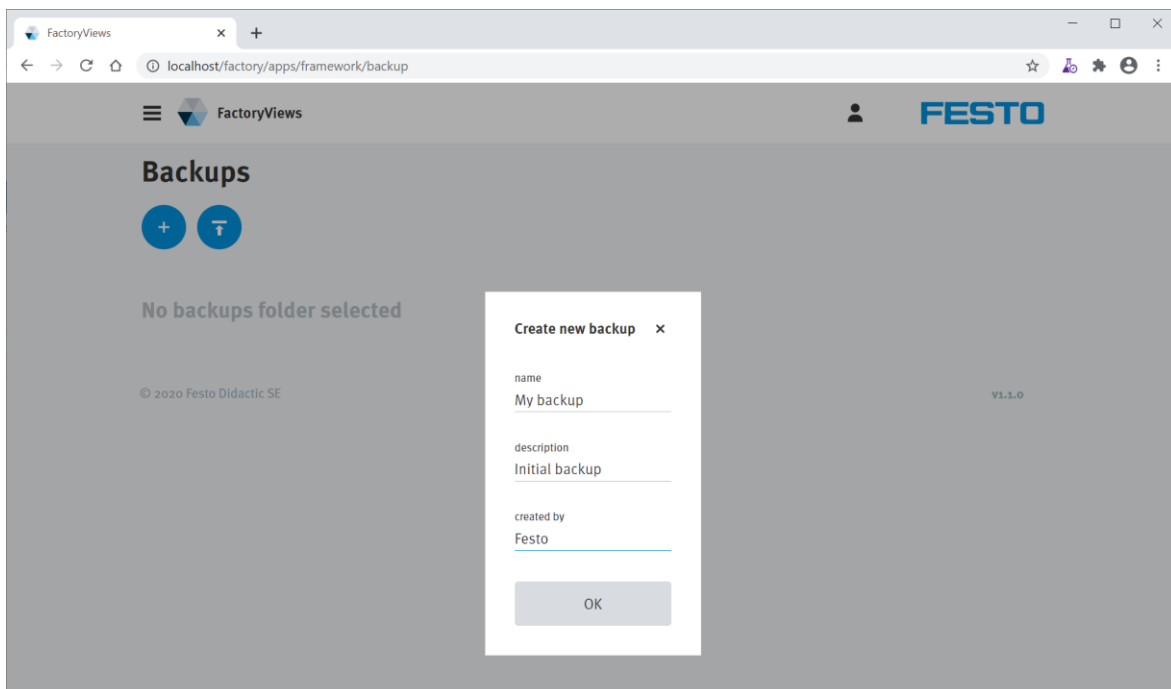 FactoryViews
localhost/factory/apps/framework/backup
FactoryViews
FESTO
Backups
No backups folder selected
Create new backup
name
My backup
description
Initial backup
created by
Festo
OK
© 2020 Festo Didactic SE
v1.1.0